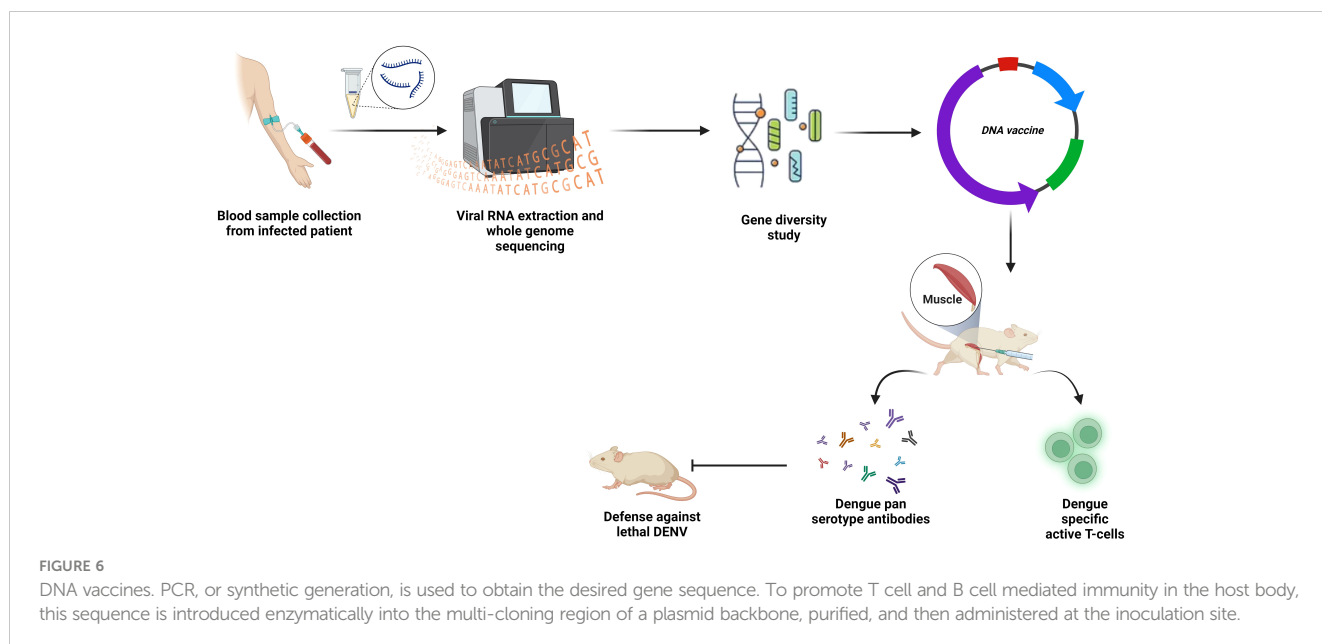 Blood sample collection
from infected patient
GAGTCAAATATCATGCGCAT
Viral RNA extraction and
whole genome
sequencing
Gene diversity
study
DNA vaccine
Muscle
Dengue pan
serotype antibodies
Dengue
specific
active T-cells
Defense against
lethal DENV
FIGURE 6
DNA vaccines. PCR, or synthetic generation, is used to obtain the desired gene sequence. To promote T cell and B cell mediated immunity in the host body,
this sequence is introduced enzymatically into the multi-cloning region of a plasmid backbone, purified, and then administered at the inoculation site.